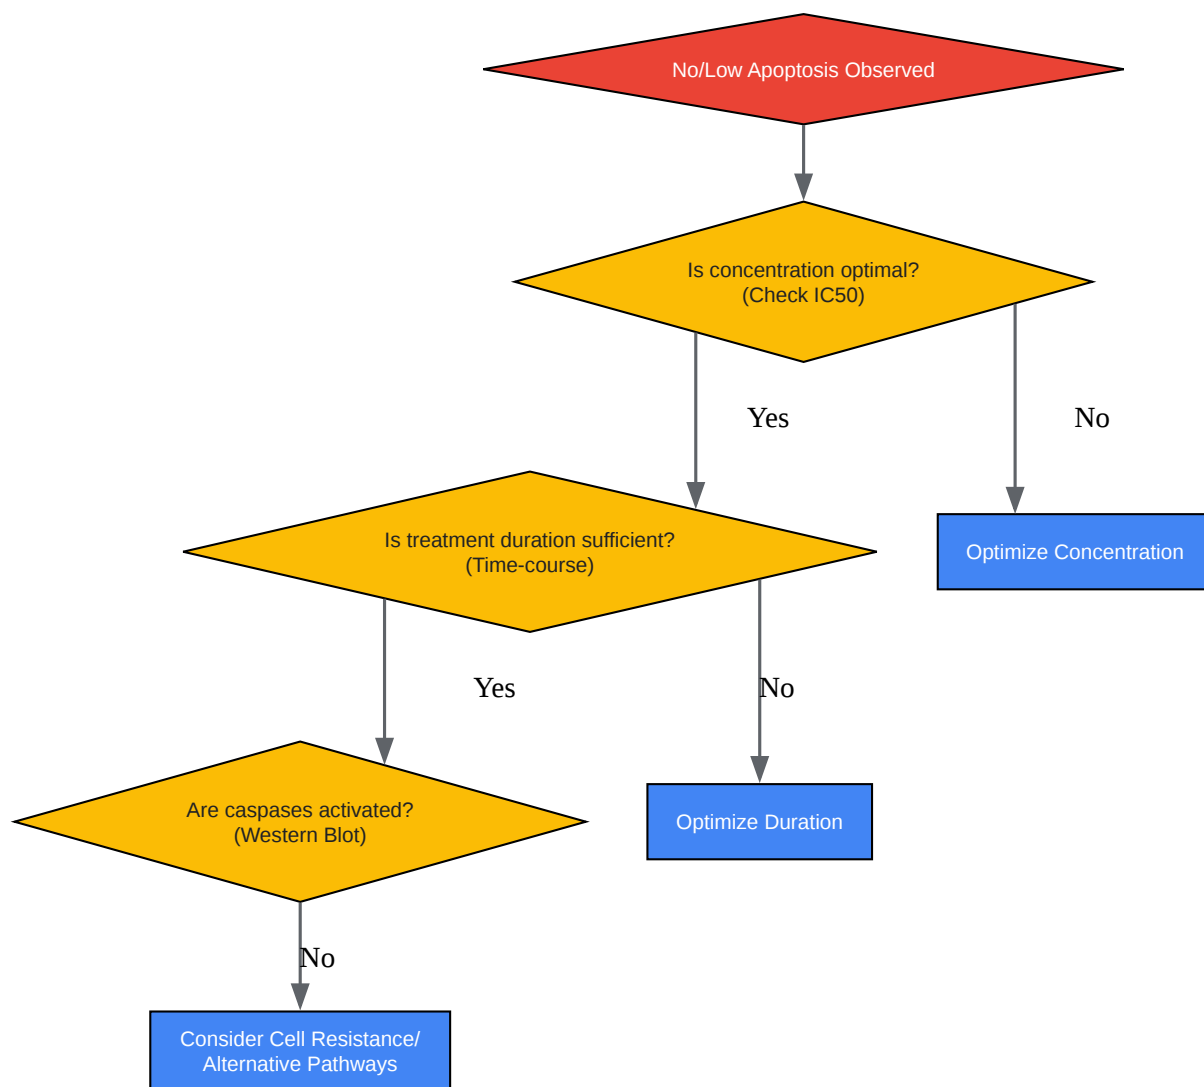 No/Low Apoptosis Observed
Is concentration optimal?
(Check IC50)
Yes
No
Is treatment duration sufficient?
(Time-course)
Optimize Concentration
Yes
No
Are caspases activated?
(Western Blot)
Optimize Duration
No
Consider Cell Resistance/
Alternative Pathways